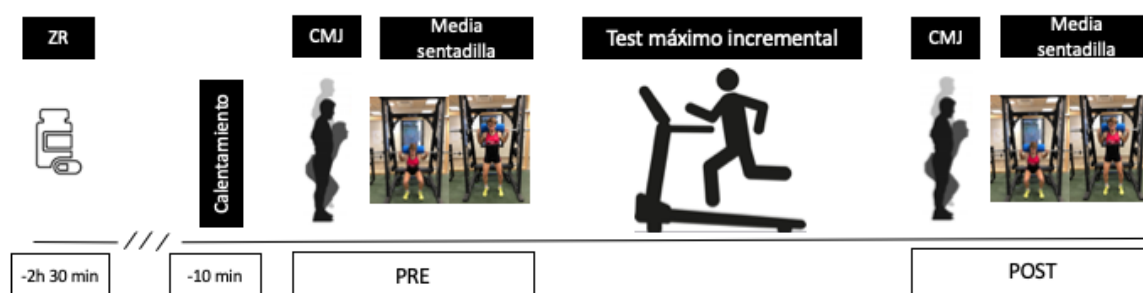 ZR
Calentamiento
CMJ
Media
sentadilla
Test máximo incremental
CMJ
Media
sentadilla
-2h 30 min
-10 min
PRE
POST